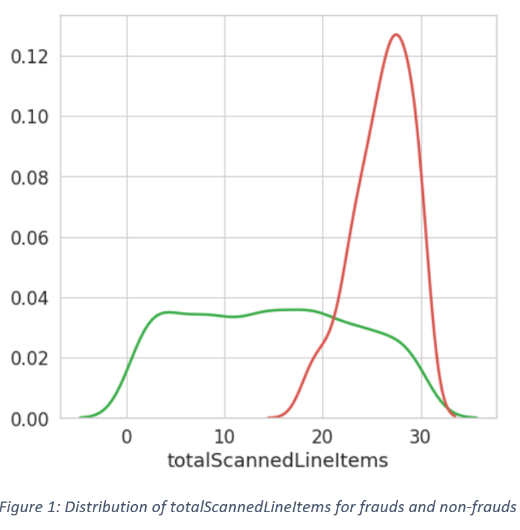 0.12
0.10
0.08
0.06
0.04
0.02
0.00
0 10 20 30
totalScannedLineItems
Figure 1: Distribution of totalScannedLineItems for frauds and non-frauds